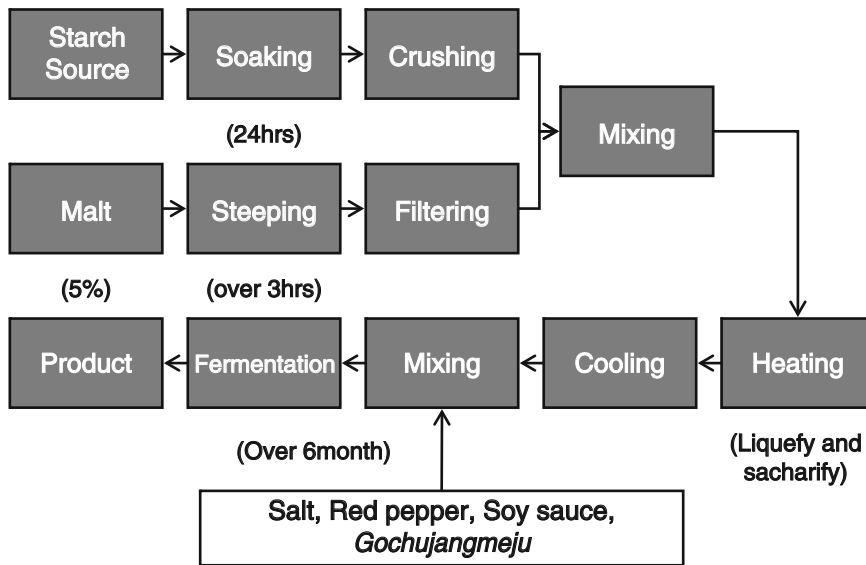 Starch
Source
Soaking
Crushing
(24hrs)
Mixing
Malt
Steeping
Filtering
(5%)
(over 3hrs)
Product
Fermentation
Mixing
Cooling
Heating
(Over 6month)
(Liquefy and
sacharify)
Salt, Red pepper, Soy sauce,
Gochujangmeju